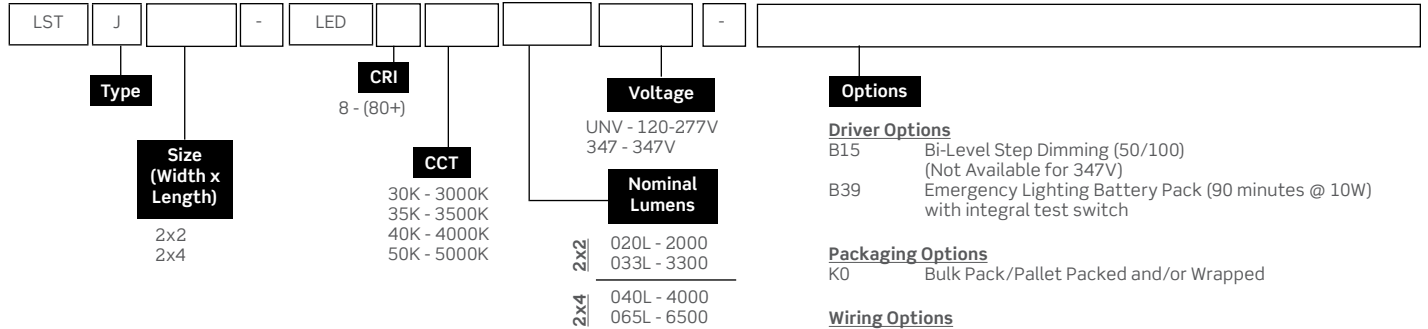 LST J - LED -
Type
Size
(Width x
Length)
2x2
2x4
CRI
8 - (80+)
CCT
30K - 3000K
35K - 3500K
40K - 4000K
50K - 5000K
Voltage
UNV - 120-277V
347 - 347V
Nominal
Lumens
2x2
020L - 2000
033L - 3300
2x4
040L - 4000
065L - 6500
Options
Driver Options
B15 Bi-Level Step Dimming (50/100)
(Not Available for 347V)
B39 Emergency Lighting Battery Pack (90 minutes @ 10W)
with integral test switch
Packaging Options
K0 Bulk Pack/Pallet Packed and/or Wrapped
Wiring Options